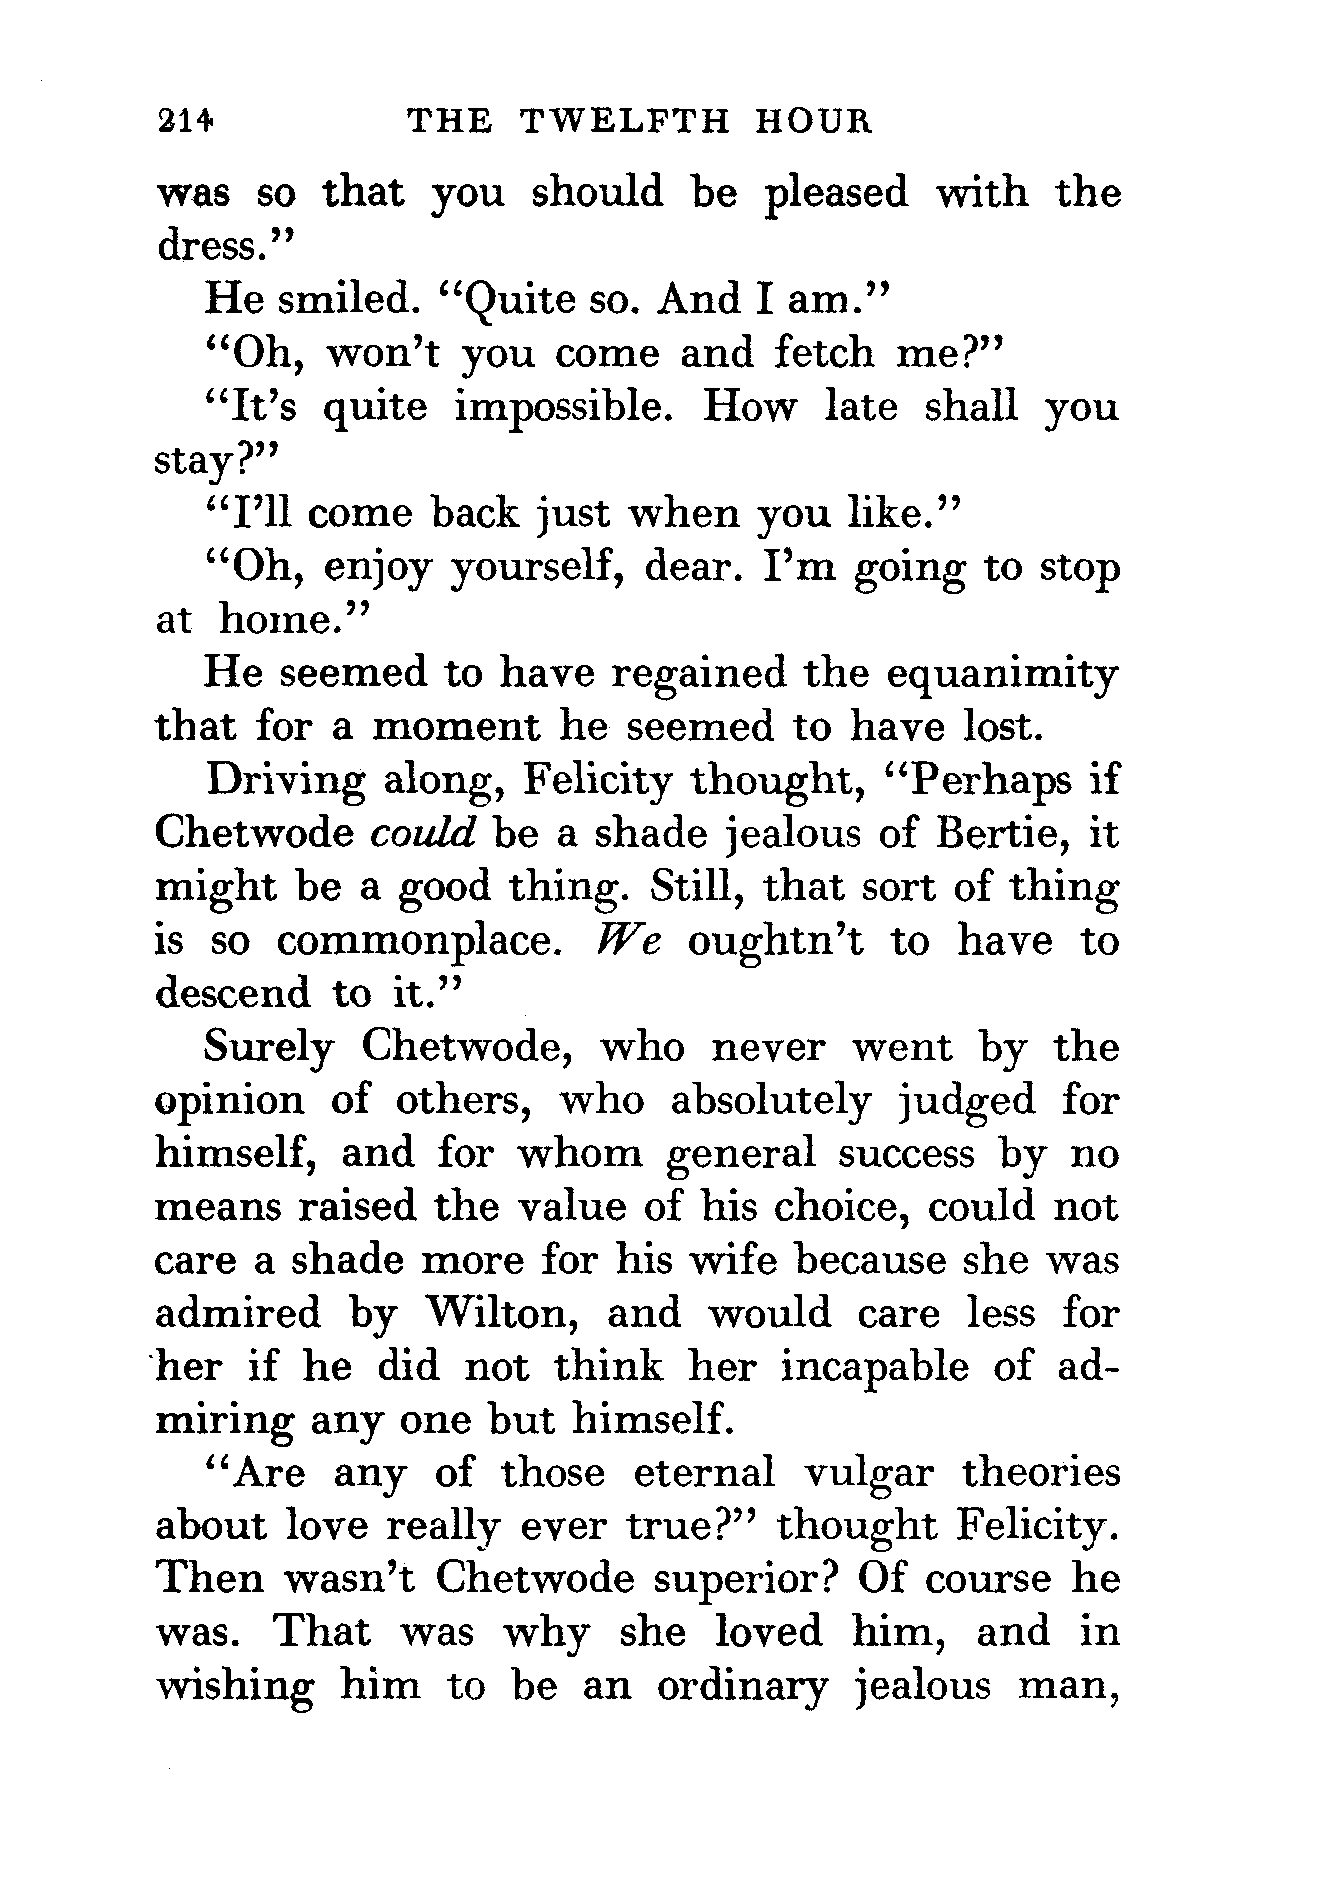 214 THE TWELFTH HOUR
was so that you should be pleased with the
dress."
He smiled. "Quite so. And I am."
"Oh, won't you come and fetch me?"
"It's quite impossible. How late shall you
stay?"
"I'll come back just when you like."
"Oh, enjoy yourself, dear. I'm going to stop
at home."
He seemed to have regained the equanimity
that for a moment he seemed to have lost.
Driving along, Felicity thought, "Perhaps if
Chetwode could be a shade jealous of Bertie, it
might be a good thing. Still, that sort of thing
is so commonplace. We oughtn't to have to
descend to it."
Surely Chetwode, who never went by the
opinion of others, who absolutely judged for
himself, and for whom general success by no
means raised the value of his choice, could not
care a shade more for his wife because she was
admired by Wilton, and would care less for
her if he did not think her incapable of ad-
miring any one but himself.
"Are any of those eternal vulgar theories
about love really ever true?" thought Felicity.
Then wasn't Chetwode superior? Of course he
was. That was why she loved him, and in
wishing him to be an ordinary jealous man,